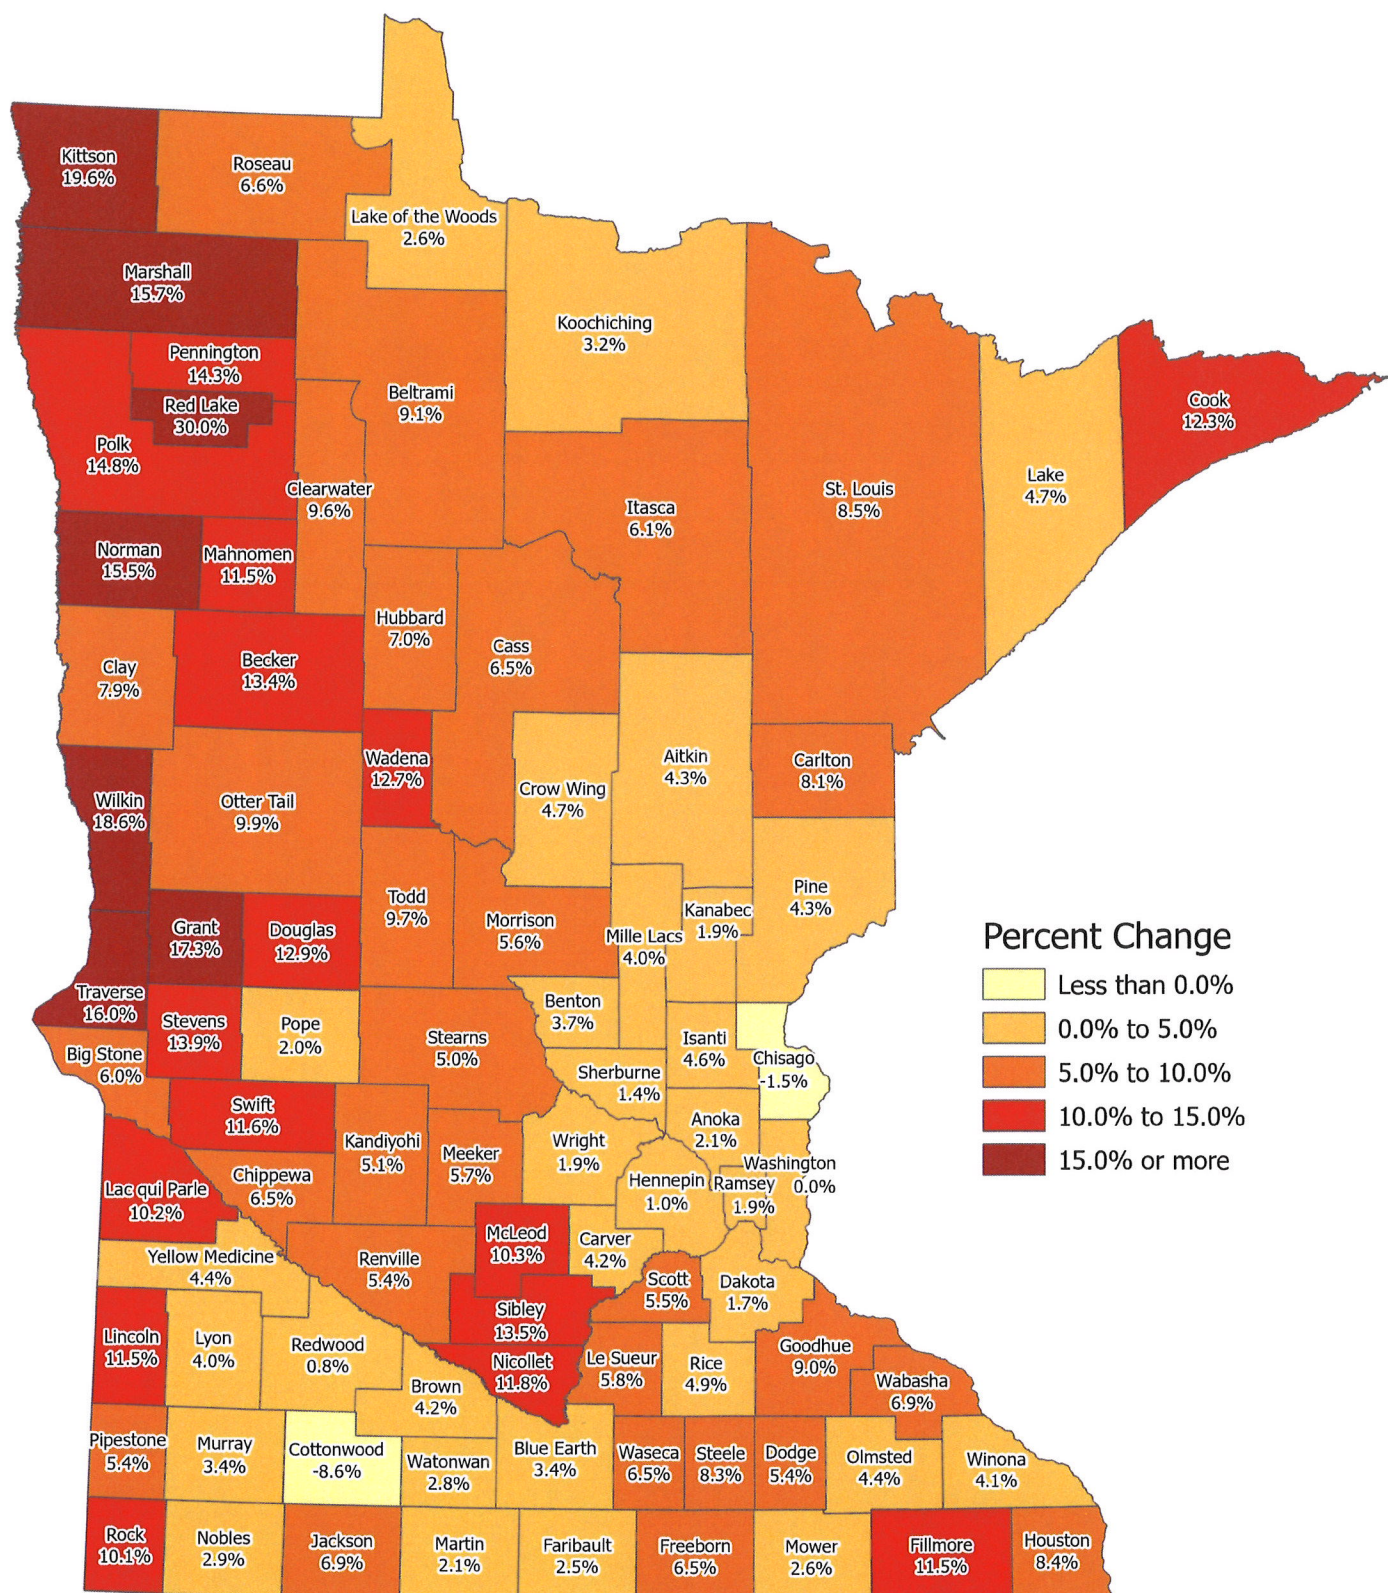 Kittson
19.6%
Roseau
6.6%
Lake of the Woods
2.6%
Marshall
15.7%
Koochiching
3.2%
Pennington
14.3%
Red Lake
30.0%
Beltrami
9.1%
Cook
12.3%
Polk
14.8%
Clearwater
9.6%
Itasca
6.1%
St. Louis
8.5%
Lake
4.7%
Norman
15.5%
Mahnomen
11.5%
Hubbard
7.0%
Cass
6.5%
Clay
7.9%
Becker
13.4%
Wadena
12.7%
Aitkin
4.3%
Carlton
8.1%
Crow Wing
4.7%
Wilkin
18.6%
Otter Tail
9.9%
Todd
9.7%
Morrison
5.6%
Mille Lacs
4.0%
Kanabec
1.9%
Pine
4.3%
Grant
17.3%
Douglas
12.9%
Traverse
16.0%
Stevens
13.9%
Pope
2.0%
Stearns
5.0%
Benton
3.7%
Isanti
4.6%
Chisago
-1.5%
Big Stone
6.0%
Sherburne
1.4%
Swift
11.6%
Kandiyohi
5.1%
Meeker
5.7%
Wright
1.9%
Anoka
2.1%
Washington
0.0%
Hennepin
1.0%
Ramsey
1.9%
Lac qui Parle
10.2%
Chippewa
6.5%
Yellow Medicine
4.4%
Renville
5.4%
McLeod
10.3%
Carver
4.2%
Scott
5.5%
Dakota
1.7%
Sibley
13.5%
Lincoln
11.5%
Lyon
4.0%
Redwood
0.8%
Brown
4.2%
Nicollet
11.8%
Le Sueur
5.8%
Rice
4.9%
Goodhue
9.0%
Wabasha
6.9%
Pipestone
5.4%
Murray
3.4%
Cottonwood
-8.6%
Watonwan
2.8%
Blue Earth
3.4%
Waseca
6.5%
Steele
8.3%
Dodge
5.4%
Olmsted
4.4%
Winona
4.1%
Rock
10.1%
Nobles
2.9%
Jackson
6.9%
Martin
2.1%
Faribault
2.5%
Freeborn
6.5%
Mower
2.6%
Fillmore
11.5%
Houston
8.4%
Percent Change
Less than 0.0%
0.0% to 5.0%
5.0% to 10.0%
10.0% to 15.0%
15.0% or more